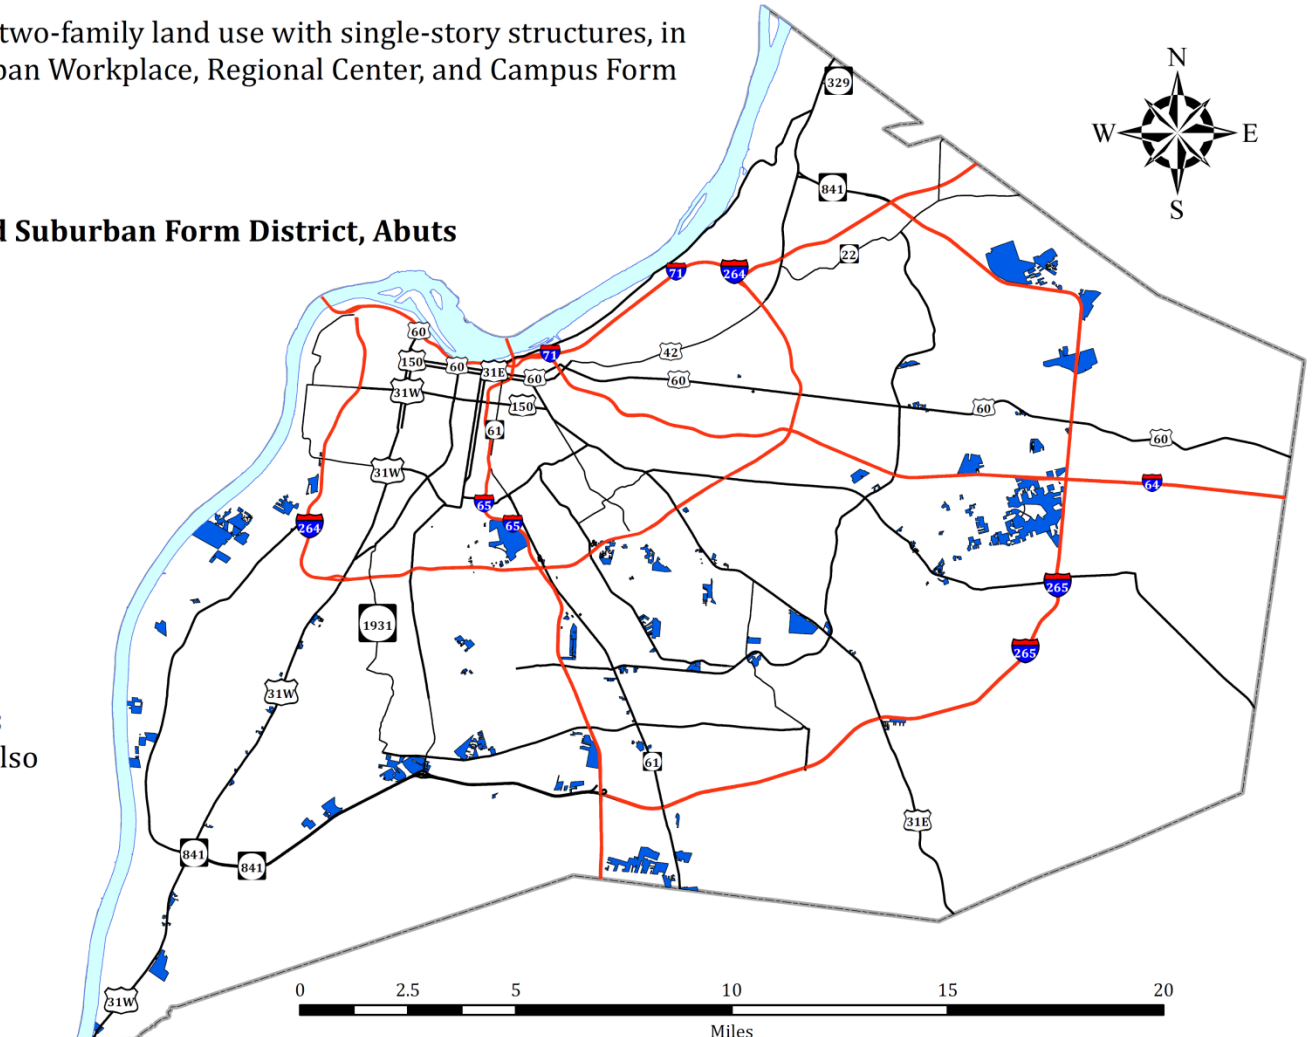 two-family land use with single-story structures, in
ban Workplace, Regional Center, and Campus Form
N
W E
S
329
841
d Suburban Form District, Abuts
22
71 264
60
42
71
150 60 31E 60 60
31W
150 60
61
60
31W
64
65
264 65
265
1931
265
31W
lso
61
31E
841
841
31W
0 2.5 5 10 15 20
Miles